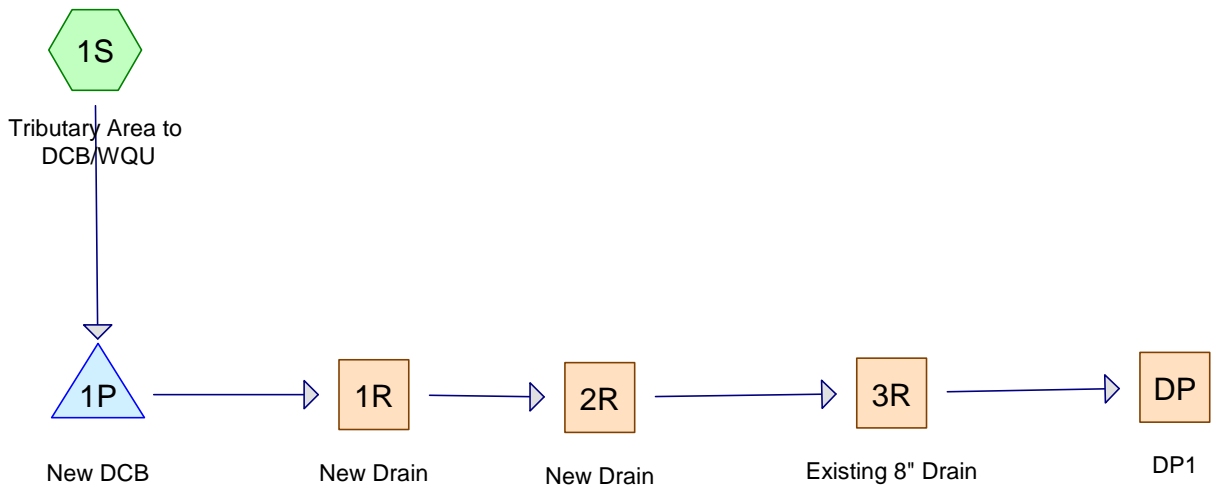 1S
Tributary Area to
DCB/WQU
1P
1R
2R
3R
DP
New DCB
New Drain
New Drain
Existing 8" Drain
DP1